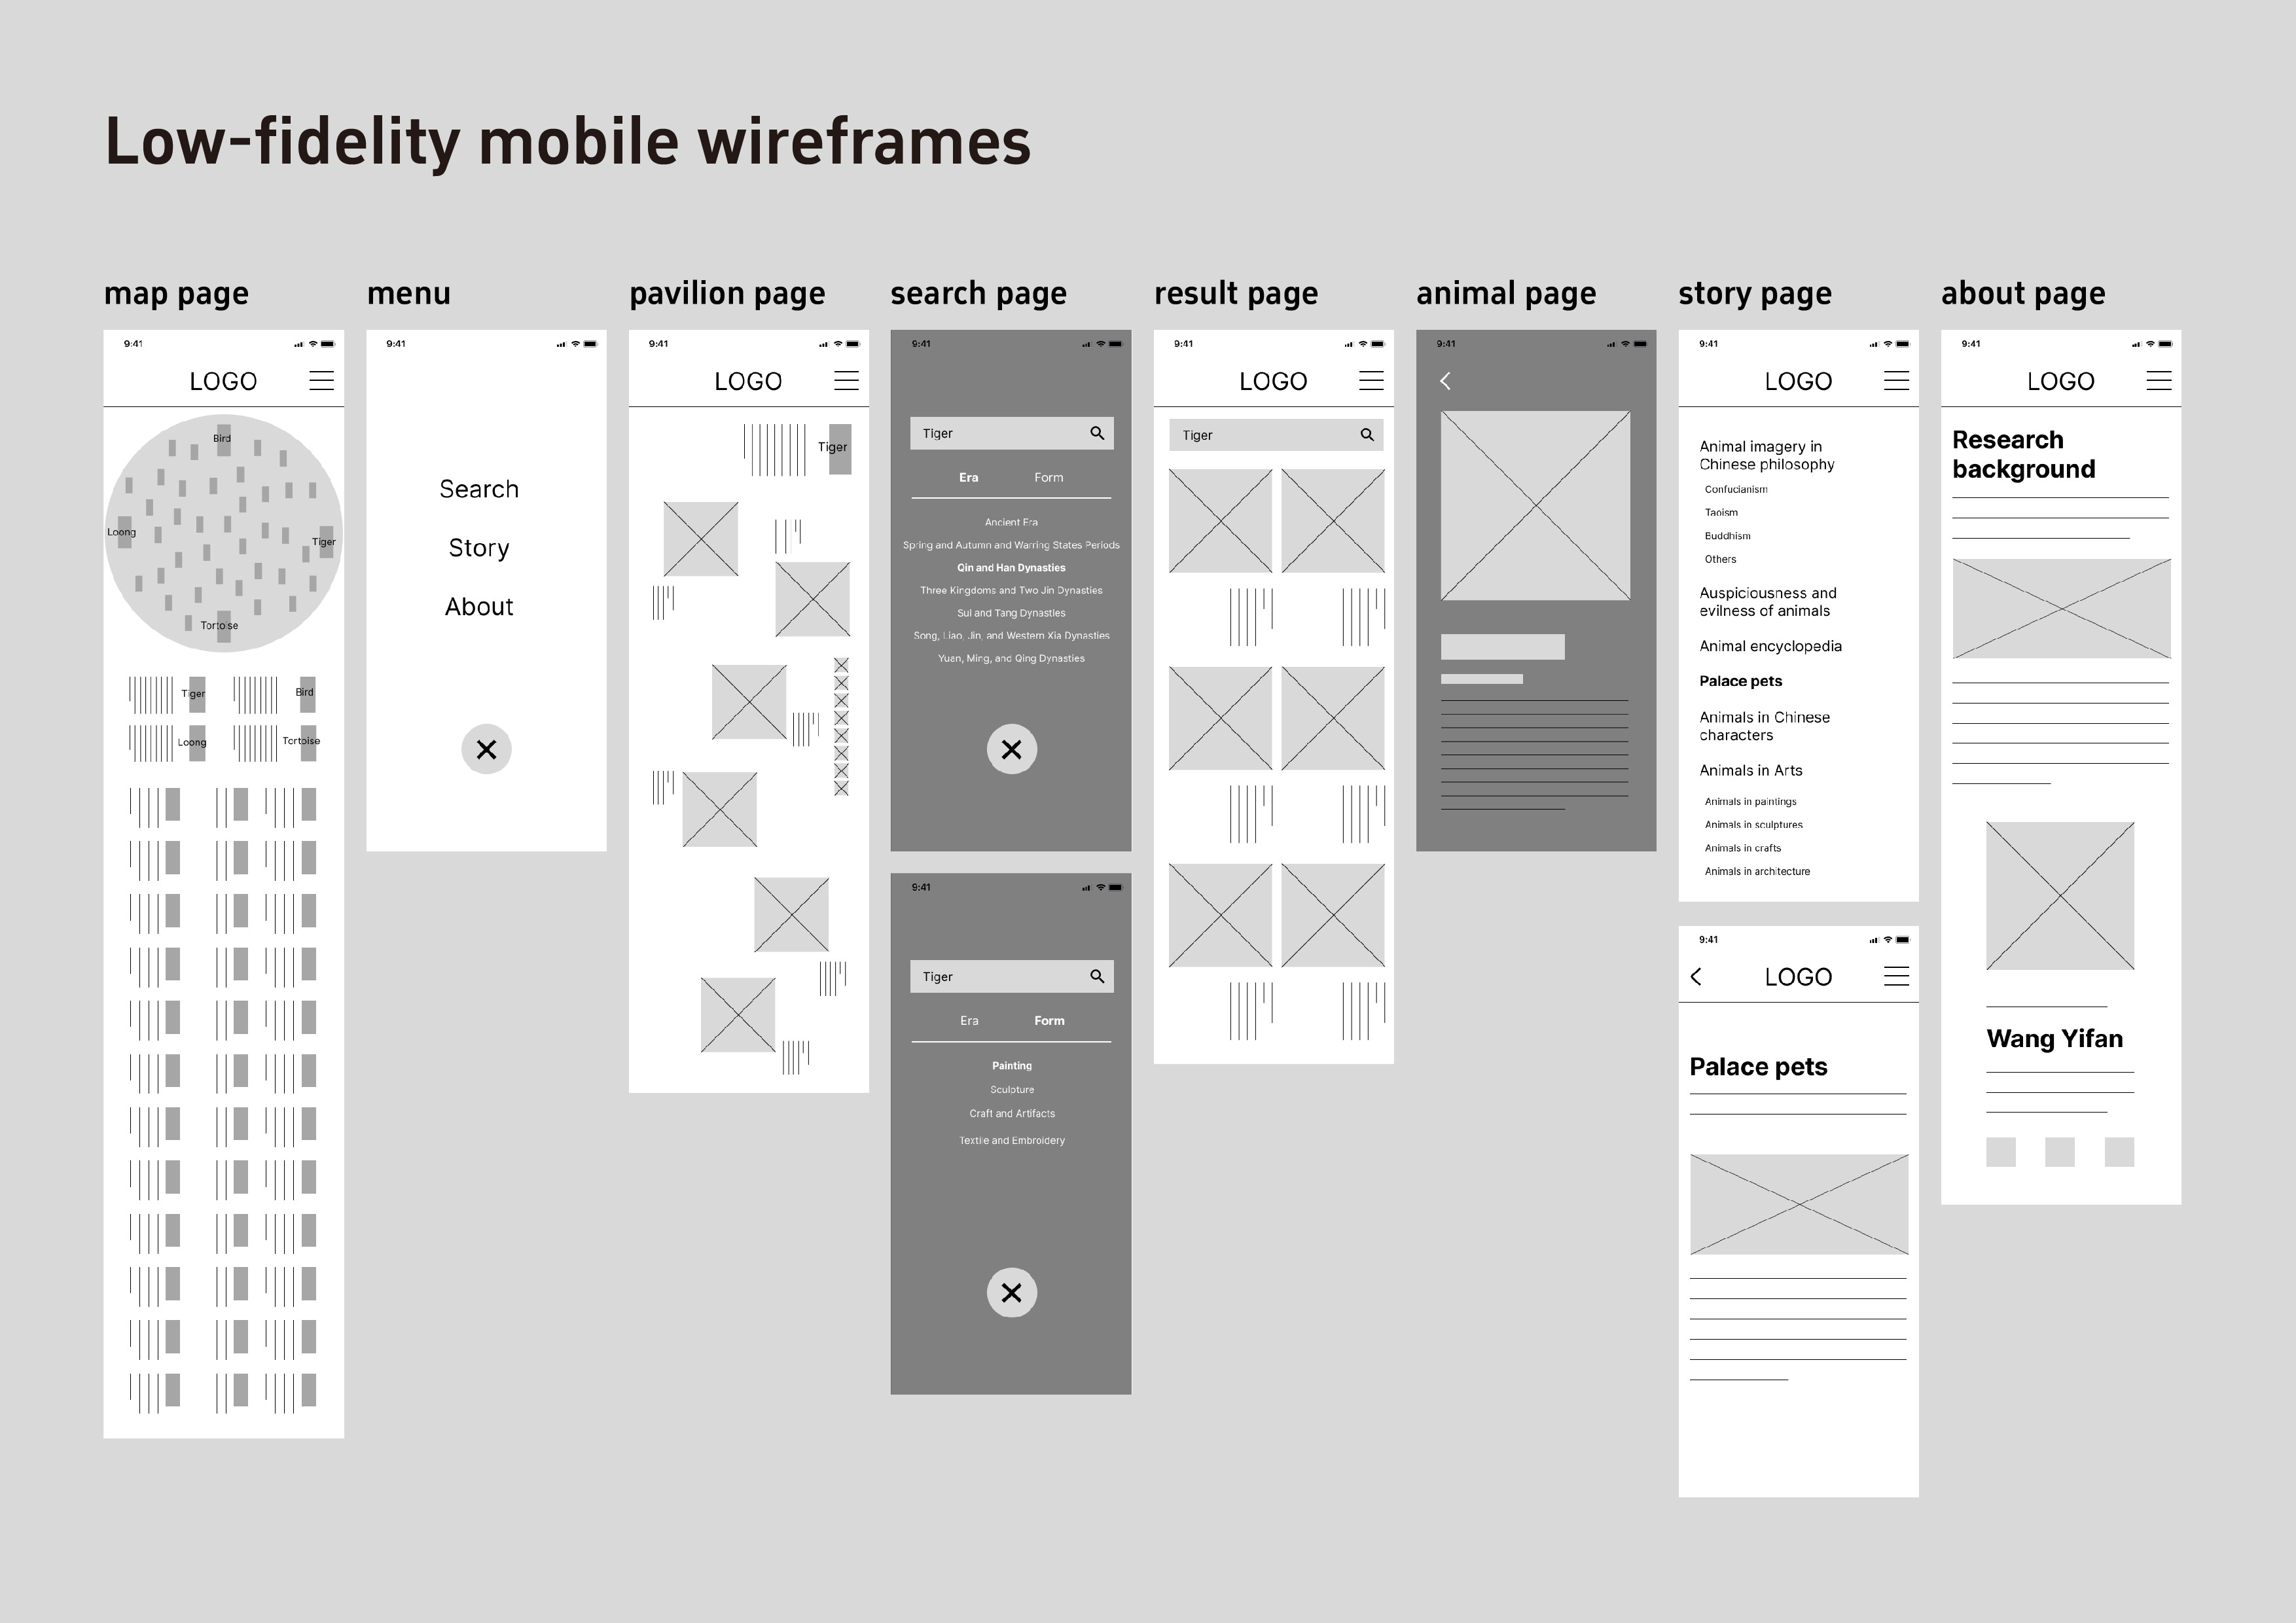 Low-fidelity mobile wireframes
map page
9:41
LOGO
Bird
Loong
Tiger
Tortoise
Tiger
Bird
Loong
Tortoise
menu
9:41
Search
Story
About
pavilion page
9:41
LOGO
Tiger
search page
9:41
Tiger
Era Form
Ancient Era
Spring and Autumn and Warring States Periods
Qin and Han Dynasties
Three Kingdoms and Two Jin Dynasties
Sui and Tang Dynasties
Song, Liao, Jin, and Western Xia Dynasties
Yuan, Ming, and Qing Dynasties
9:41
Tiger
Era Form
Painting
Sculpture
Craft and Artifacts
Textile and Embroidery
result page
9:41
LOGO
Tiger
animal page
9:41
story page
9:41
LOGO
Animal imagery in
Chinese philosophy
Confucianism
Taoism
Buddhism
Others
Auspiciousness and
evilness of animals
Animal encyclopedia
Palace pets
Animals in Chinese
characters
Animals in Arts
Animals in paintings
Animals in sculptures
Animals in crafts
Animals in architecture
9:41
LOGO
Palace pets
about page
9:41
LOGO
Research
background
Wang Yifan